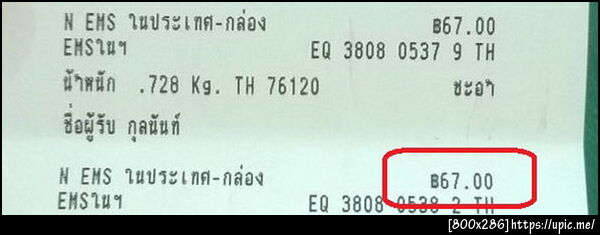 N EMS ในประเทศ-กล่อง ฿67.00
EMSในฯ EQ 3808 0537 9 TH
น้ำหนัก .728 Kg. TH 76120 ชะอำ
ชื่อผู้รับ กุลนันท์
N EMS ในประเทศ-กล่อง ฿67.00
EMSในฯ EQ 3808 0538 2 TH
[800x286]https://upic.me/